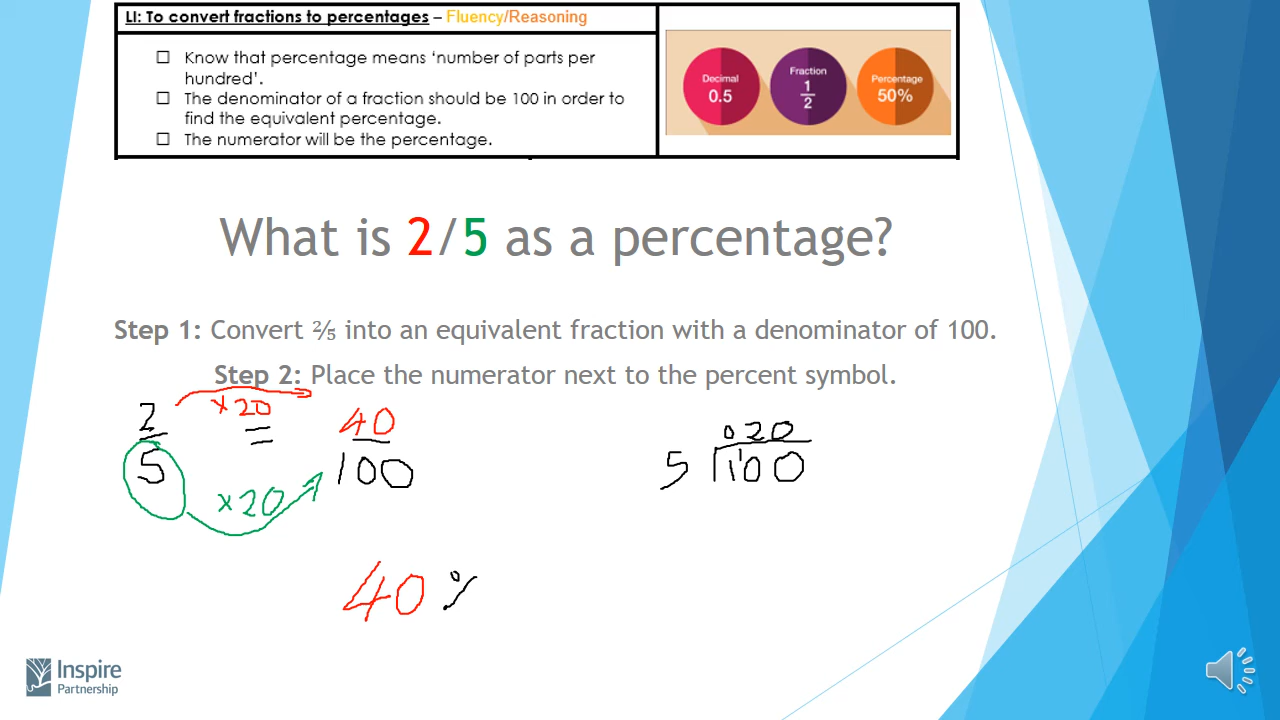 LI: To convert fractions to percentages – Fluency/Reasoning
☐ Know that percentage means ‘number of parts per
hundred’.
☐ The denominator of a fraction should be 100 in order to
find the equivalent percentage.
☐ The numerator will be the percentage.
Decimal
0.5
Fraction
1
2
Percentage
50%
What is 2/5 as a percentage?
Step 1: Convert ⅖ into an equivalent fraction with a denominator of 100.
Step 2: Place the numerator next to the percent symbol.
×20
2
5
=
40
100
×20
020
5 1100
40 %
Inspire
Partnership